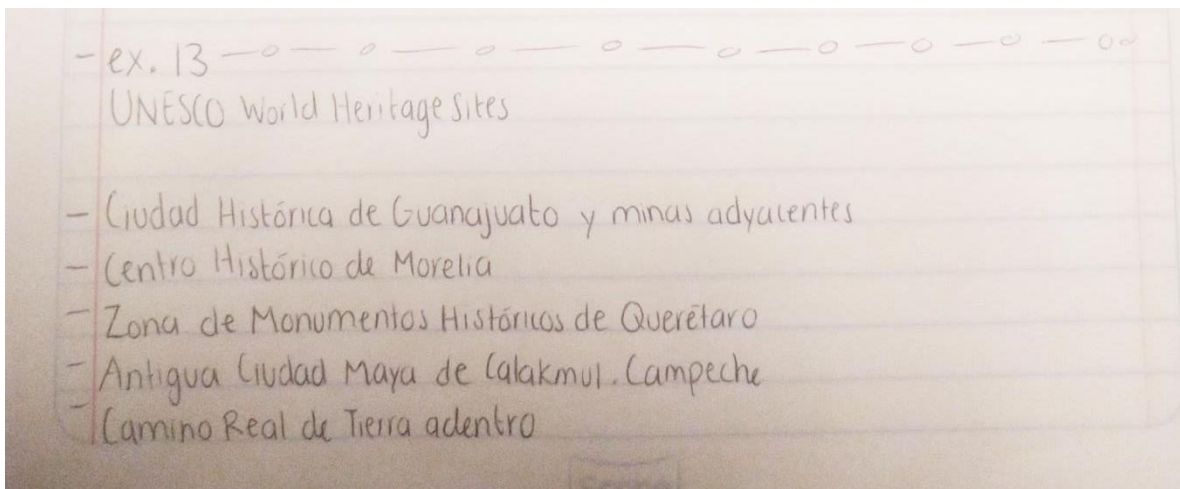 - ex. 13
UNESCO World Heritage Sites
- Ciudad Histórica de Guanajuato y minas adyacentes
- Centro Histórico de Morelia
- Zona de Monumentos Históricos de Querétaro
- Antigua Ciudad Maya de Calakmul. Campeche
- Camino Real de Tierra adentro